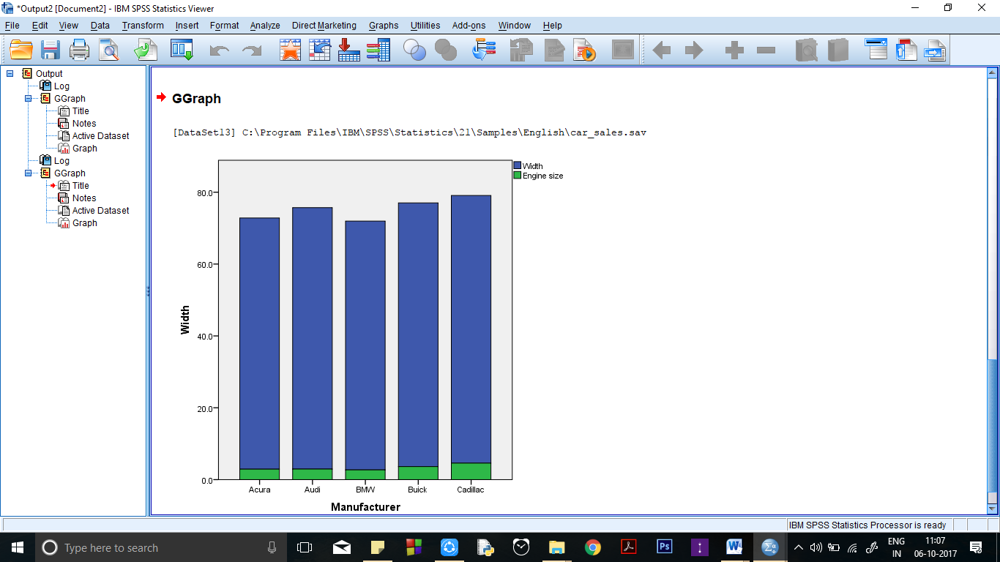 *Output2 [Document2] - IBM SPSS Statistics Viewer
File Edit View Data Transform Insert Format Analyze Direct Marketing Graphs Utilities Add-ons Window Help
Output
Log
GGraph
Title
Notes
Active Dataset
Graph
Log
GGraph
Title
Notes
Active Dataset
Graph
GGraph
[DataSet13] C:\Program Files\IBM\SPSS\Statistics\21\Samples\English\car_sales.sav
Width
Engine size
80.0
60.0
40.0
20.0
0.0
Width
Acura Audi BMW Buick Cadillac
Manufacturer
IBM SPSS Statistics Processor is ready
Type here to search
Ps
ENG
IN
11:07
06-10-2017